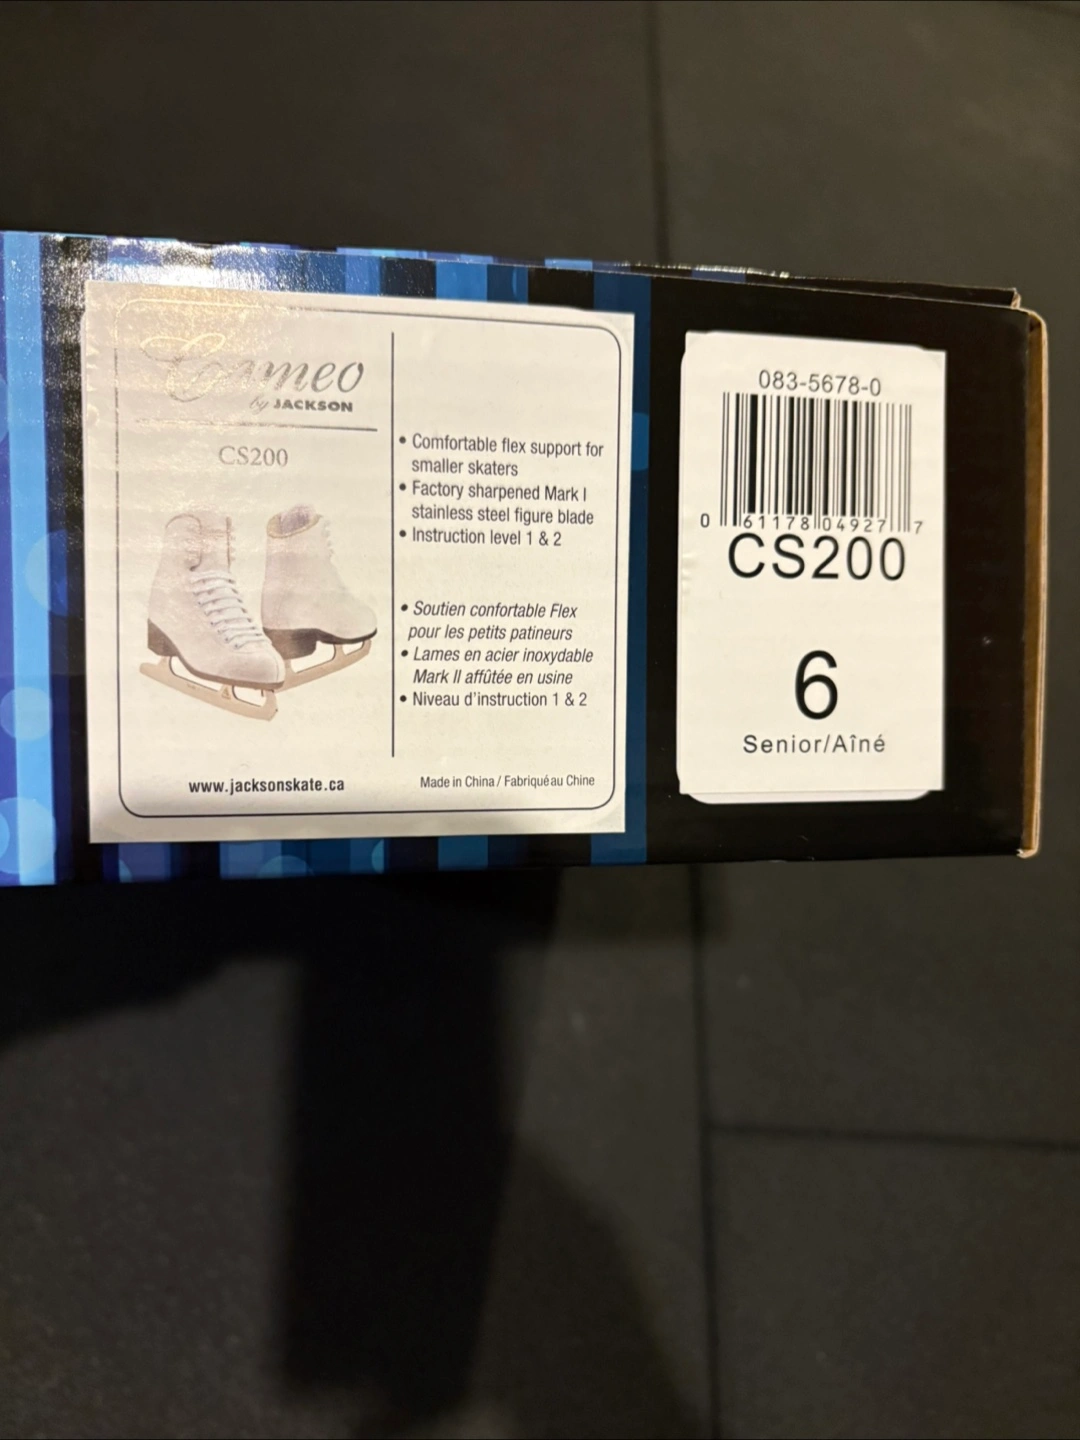 Cameo
by JACKSON
CS200
• Comfortable flex support for
smaller skaters
• Factory sharpened Mark I
stainless steel figure blade
• Instruction level 1 & 2
• Soutien confortable Flex
pour les petits patineurs
• Lames en acier inoxydable
Mark II affûtée en usine
• Niveau d'instruction 1 & 2
www.jacksonskate.ca
Made in China / Fabriqué au Chine
083-5678-0
0 61178 04927 7
CS200
6
Senior/Aîné